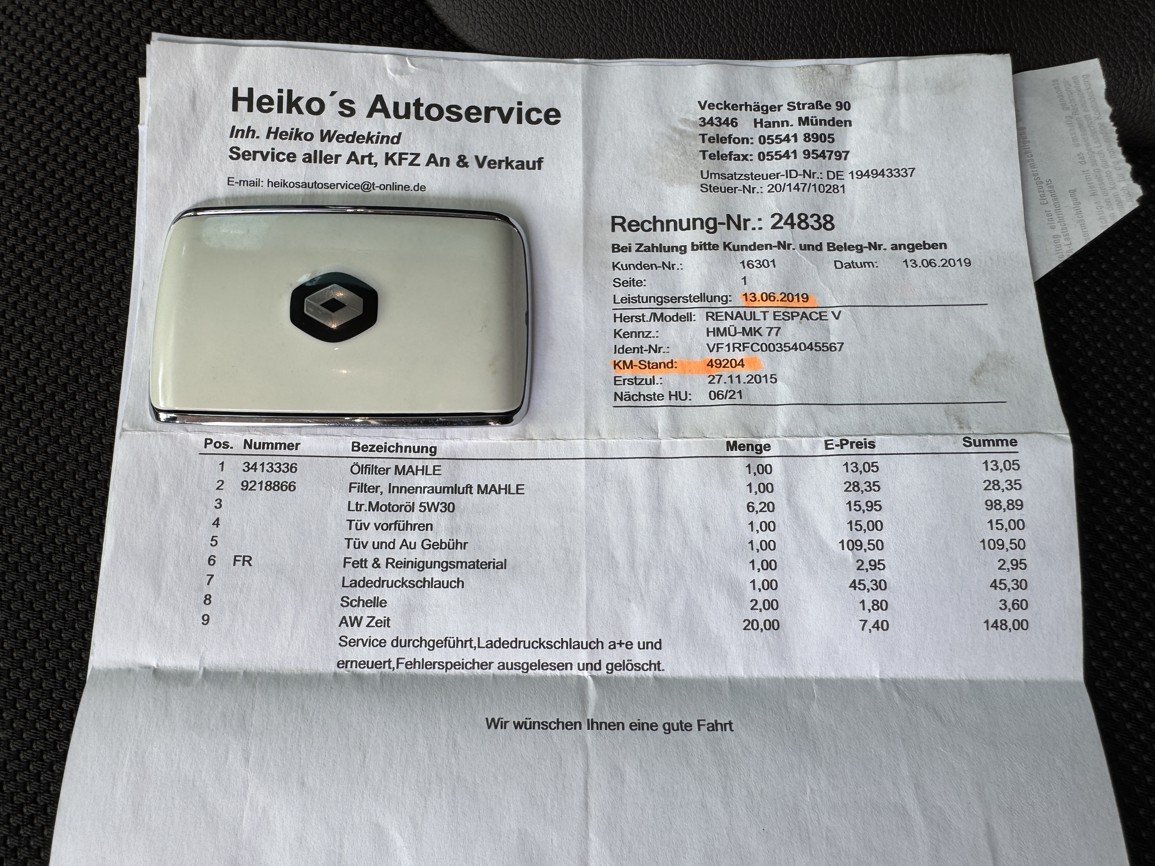 Heiko´s Autoservice
Inh. Heiko Wedekind
Service aller Art, KFZ An & Verkauf
E-mail: heikosautoservice@t-online.de
Veckerhäger Straße 90
34346 Hann. Münden
Telefon: 05541 8905
Telefax: 05541 954797
Umsatzsteuer-ID-Nr.: DE 194943337
Steuer-Nr.: 20/147/10281
Rechnung-Nr.: 24838
Bei Zahlung bitte Kunden-Nr. und Beleg-Nr. angeben
Kunden-Nr.: 16301 Datum: 13.06.2019
Seite: 1
Leistungserstellung: 13.06.2019
Herst./Modell: RENAULT ESPACE V
Kennz.: HMÜ-MK 77
Ident-Nr.: VF1RFC00354045567
KM-Stand: 49204
Erstzul.: 27.11.2015
Nächste HU: 06/21
Pos. Nummer Bezeichnung Menge E-Preis Summe
1 3413336 Ölfilter MAHLE 1,00 13,05 13,05
2 9218866 Filter, Innenraumluft MAHLE 1,00 28,35 28,35
3 Ltr.Motoröl 5W30 6,20 15,95 98,89
4 Tüv vorführen 1,00 15,00 15,00
5 Tüv und Au Gebühr 1,00 109,50 109,50
6 FR Fett & Reinigungsmaterial 1,00 2,95 2,95
7 Ladedruckschlauch 1,00 45,30 45,30
8 Schelle 2,00 1,80 3,60
9 AW Zeit 20,00 7,40 148,00
Service durchgeführt,Ladedruckschlauch a+e und
erneuert,Fehlerspeicher ausgelesen und gelöscht.
Wir wünschen Ihnen eine gute Fahrt